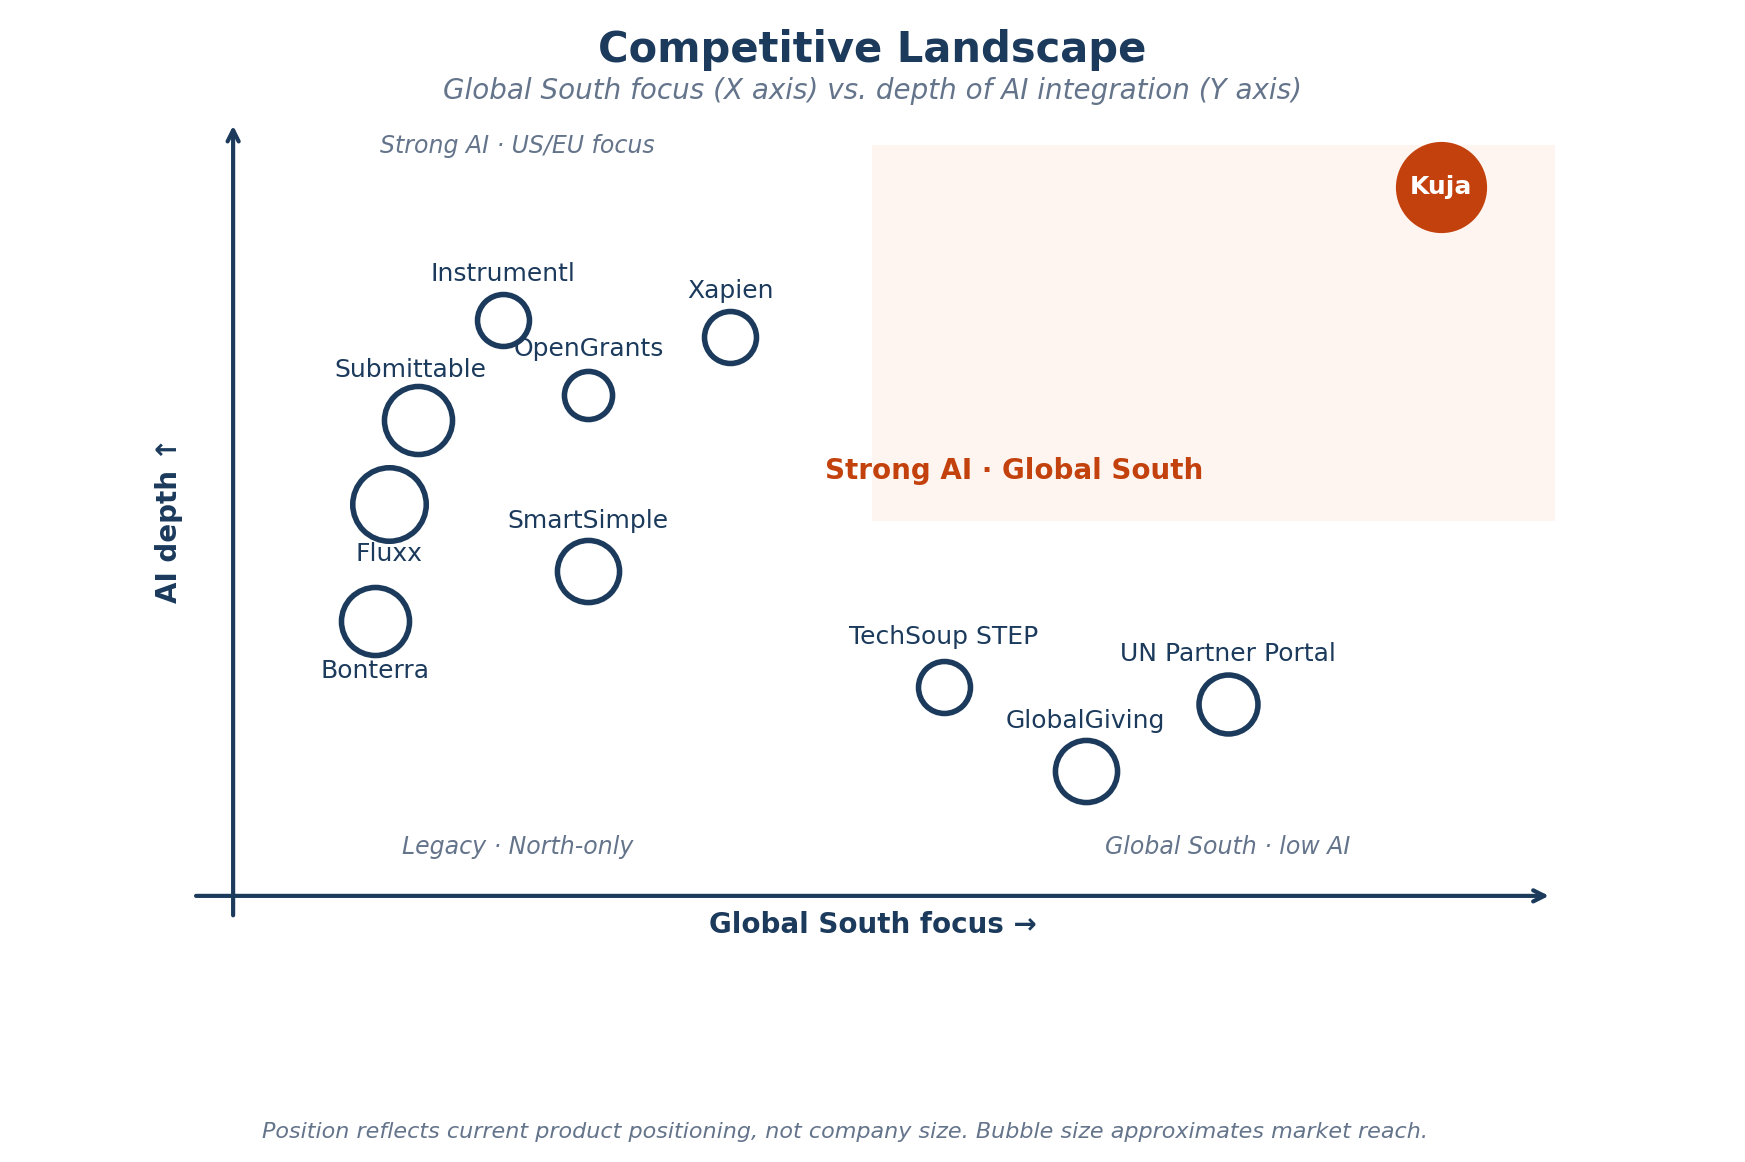 Competitive Landscape
Global South focus (X axis) vs. depth of AI integration (Y axis)
Strong AI · US/EU focus
Kuja
Instrumentl
Xapien
OpenGrants
Submittable
Strong AI · Global South
AI depth ↑
SmartSimple
Fluxx
TechSoup STEP
UN Partner Portal
Bonterra
GlobalGiving
Legacy · North-only
Global South · low AI
Global South focus →
Position reflects current product positioning, not company size. Bubble size approximates market reach.